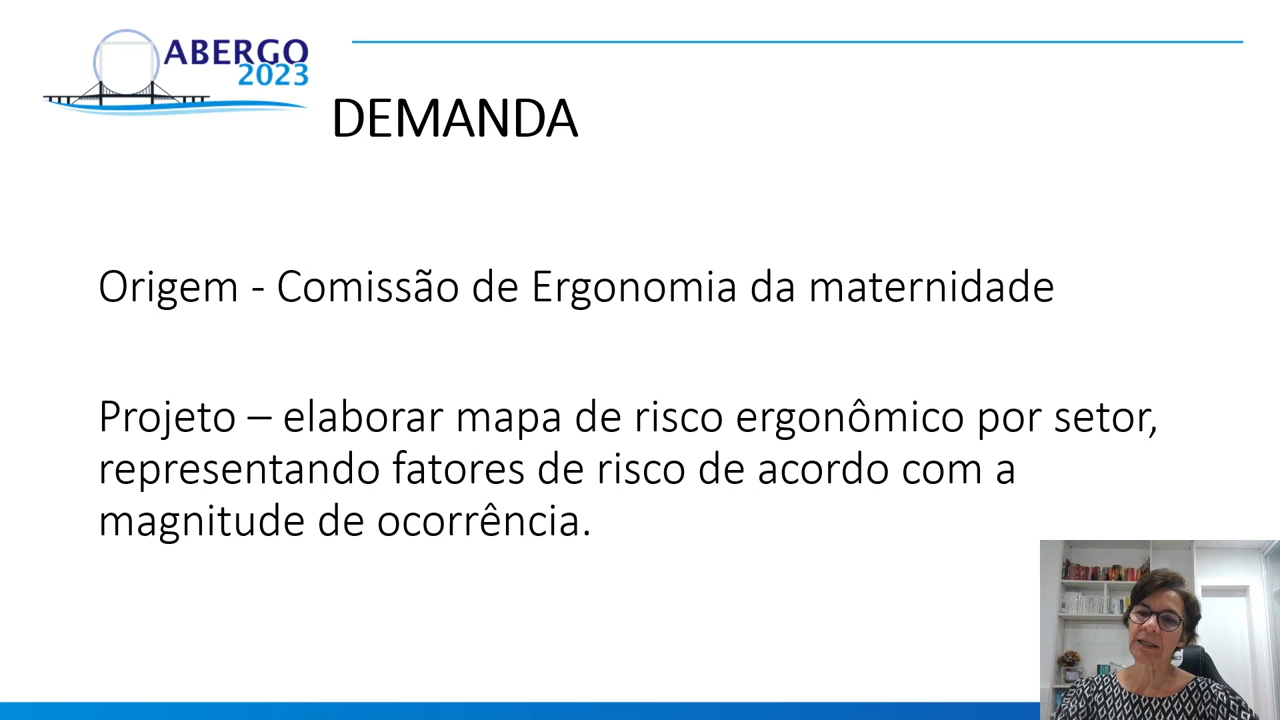 ABERGO
2023
DEMANDA
Origem - Comissão de Ergonomia da maternidade
Projeto – elaborar mapa de risco ergonômico por setor,
representando fatores de risco de acordo com a
magnitude de ocorrência.